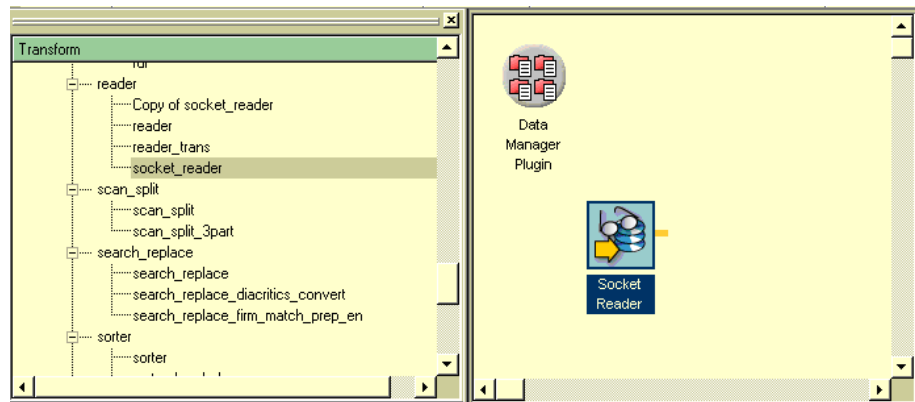 Transform
reader
Copy of socket_reader
reader
reader_trans
socket_reader
scan_split
scan_split
scan_split_3part
search_replace
search_replace
search_replace_diacritics_convert
search_replace_firm_match_prep_en
sorter
sorter
Data
Manager
Plugin
Socket
Reader